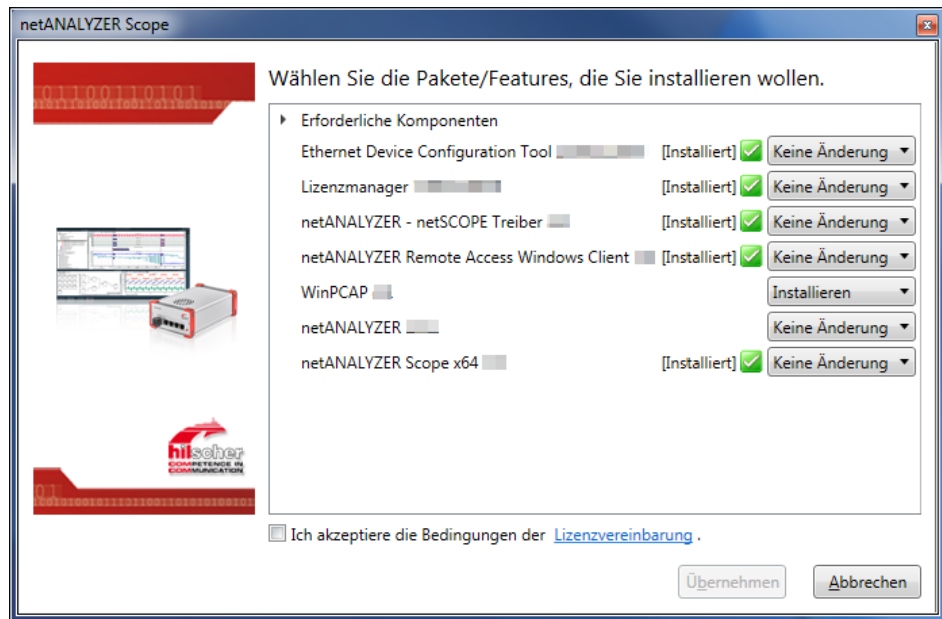 netANALYZER Scope
Wählen Sie die Pakete/Features, die Sie installieren wollen.
Erforderliche Komponenten
Ethernet Device Configuration Tool [Installiert] Keine Änderung
Lizenzmanager [Installiert] Keine Änderung
netANALYZER - netSCOPE Treiber [Installiert] Keine Änderung
netANALYZER Remote Access Windows Client [Installiert] Keine Änderung
WinPCAP Installieren
netANALYZER Keine Änderung
netANALYZER Scope x64 [Installiert] Keine Änderung
hilscher
COMPETENCE IN
COMMUNICATION
Ich akzeptiere die Bedingungen der Lizenzvereinbarung .
Übernehmen Abbrechen